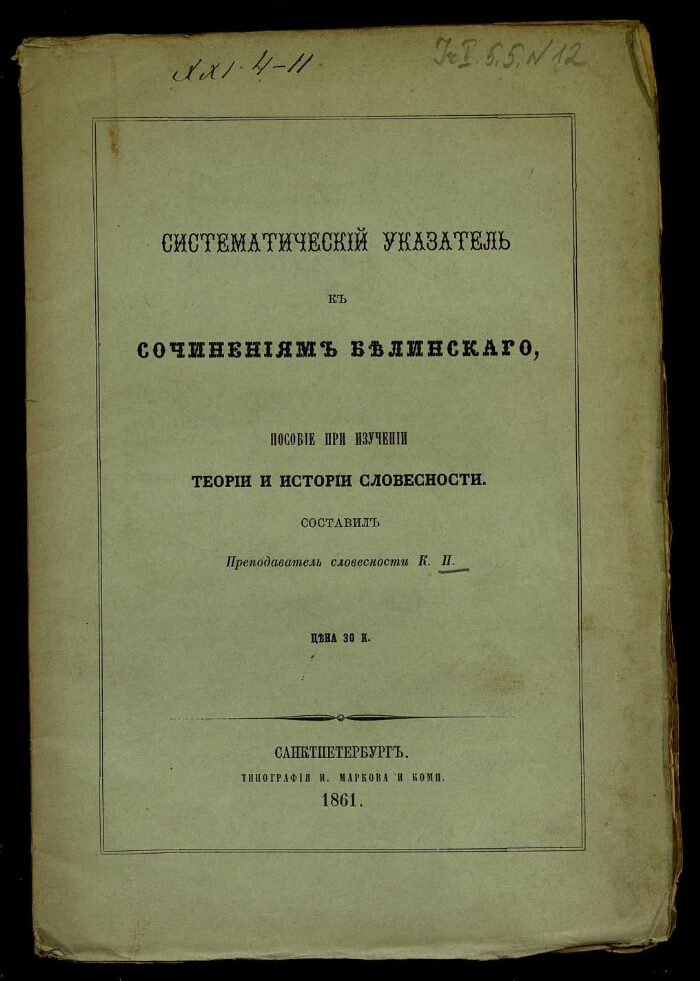 XXI 4-11
СИСТЕМАТИЧЕСКІЙ УКАЗАТЕЛЬ
КЪ
СОЧИНЕНІЯМЪ БѢЛИНСКАГО,
ПОСОБІЕ ПРИ ИЗУЧЕНІИ
ТЕОРІИ И ИСТОРІИ СЛОВЕСНОСТИ.
СОСТАВИЛЪ
Преподаватель словесности К. П.
ЦѢНА 30 К.
САНКТПЕТЕРБУРГЪ.
ТИПОГРАФІЯ И. МАРКОВА И КОМП.
1861.